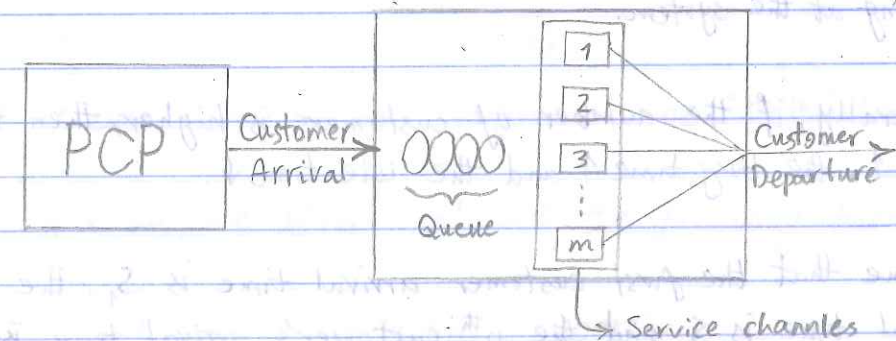 PCP
Customer
Arrival
Queue
1
2
3
m
Customer
Departure
Service channles